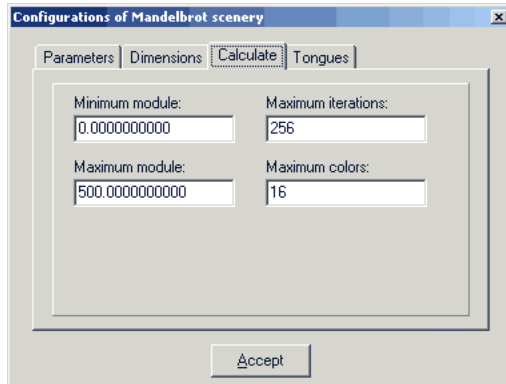 Configurations of Mandelbrot scenery
Parameters Dimensions Calculate Tongues
Minimum module: Maximum iterations:
0.0000000000 256
Maximum module: Maximum colors:
500.0000000000 16
Accept